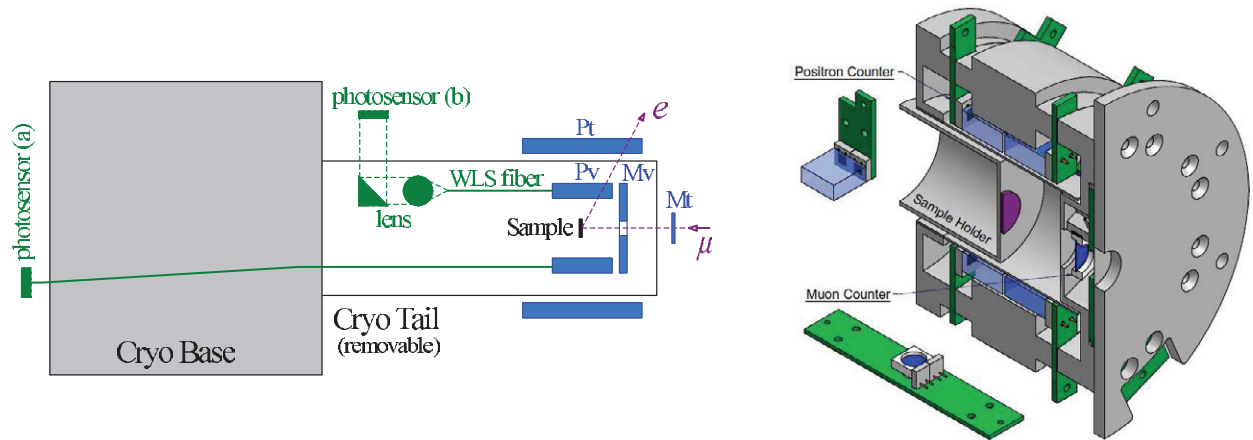 photosensor (a)
photosensor (b)
Pt
e
Pv
Mv
WLS fiber
Mt
lens
Sample
μ
Cryo Tail
(removable)
Cryo Base
Positron Counter
Sample Holder
Muon Counter